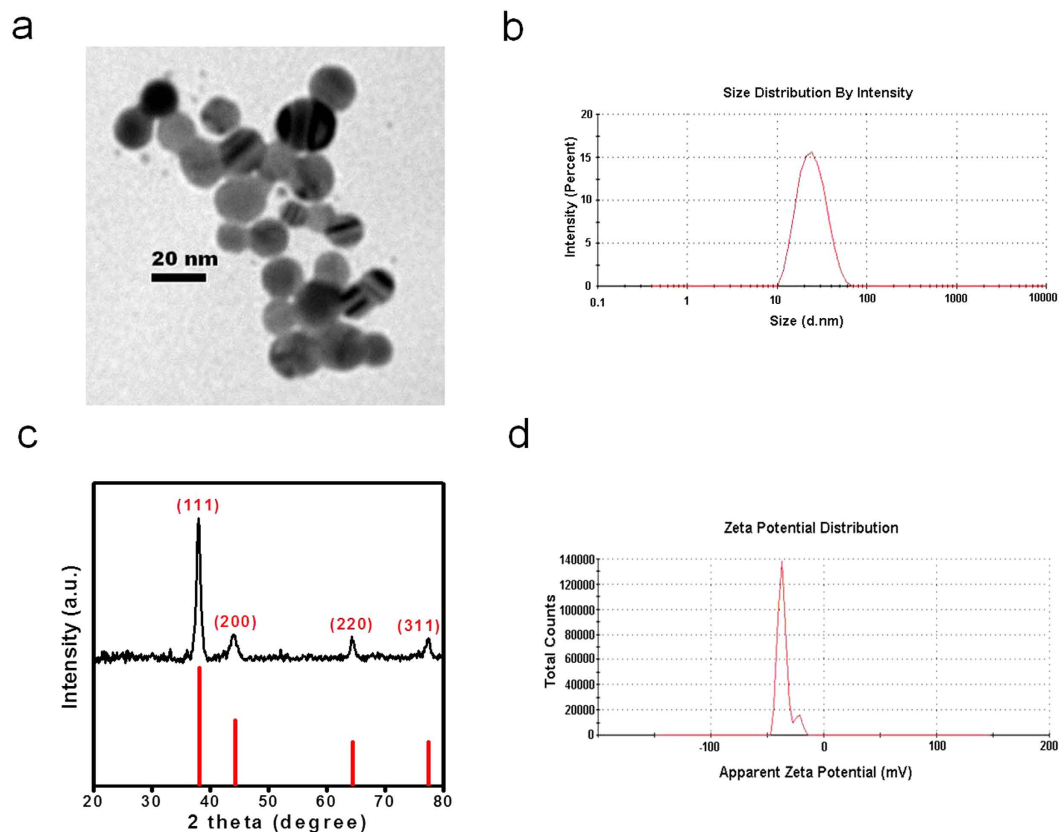 a
20 nm
b
Size Distribution By Intensity
Intensity (Percent)
20
15
10
5
0
0.1 1 10 100 1000 10000
Size (d.nm)
c
Intensity (a.u.)
(111)
(200)
(220)
(311)
20 30 40 50 60 70 80
2 theta (degree)
d
Zeta Potential Distribution
Total Counts
140000
120000
100000
80000
60000
40000
20000
0
-100 0 100 200
Apparent Zeta Potential (mV)